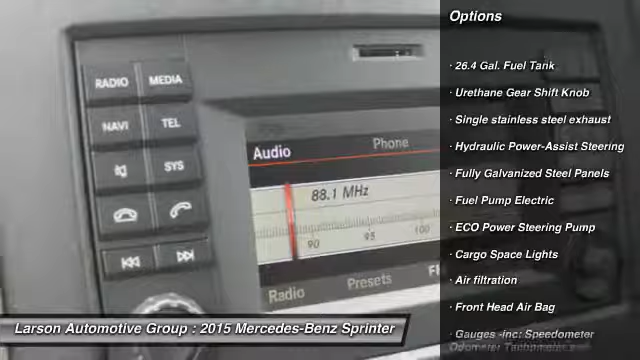 Options
· 26.4 Gal. Fuel Tank
· Urethane Gear Shift Knob
· Single stainless steel exhaust
· Hydraulic Power-Assist Steering
· Fully Galvanized Steel Panels
· Fuel Pump Electric
· ECO Power Steering Pump
· Cargo Space Lights
· Air filtration
· Front Head Air Bag
· Gauges -inc: Speedometer
Odometer Tachometer
RADIO MEDIA
NAVI TEL
SYS
Audio Phone
88.1 MHz
90 95 100
Radio Presets
Larson Automotive Group : 2015 Mercedes-Benz Sprinter